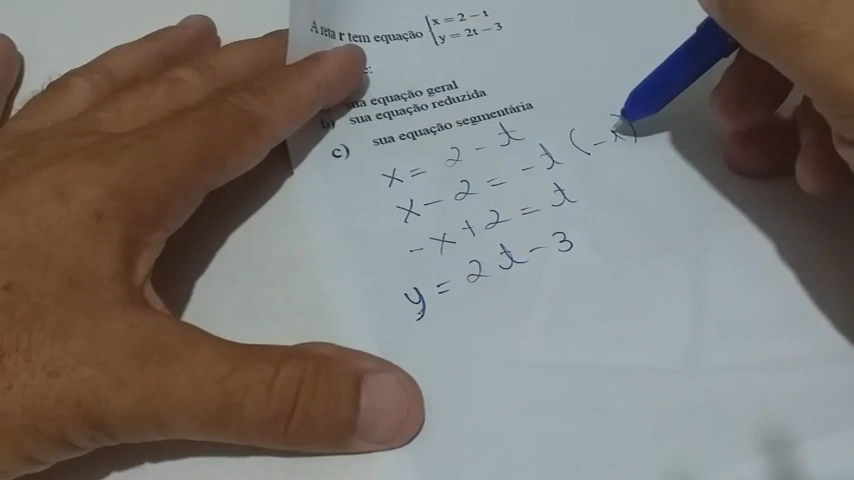 A reta r tem equação { x = 2 - t
y = 2t - 3
e:
sua equação geral
b) sua equação reduzida
c) sua equação segmentária
x = 2 - t
x - 2 = - t (-1)
- x + 2 = t
y = 2t - 3